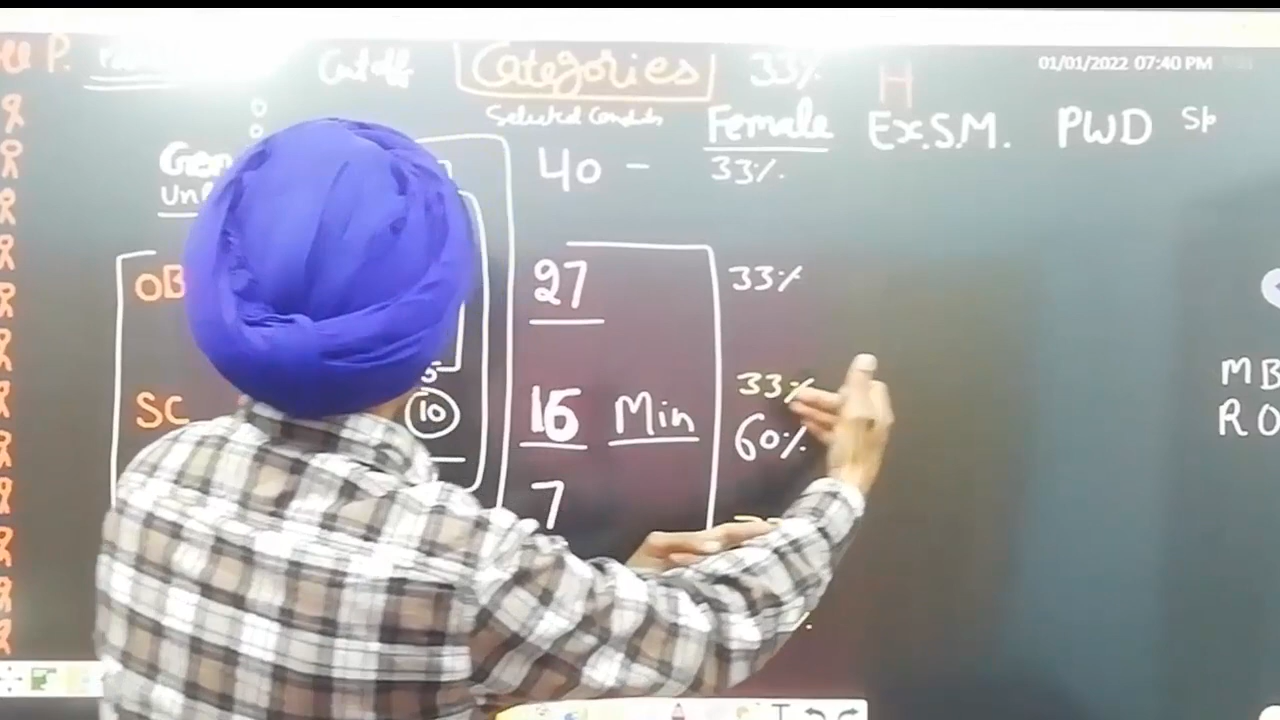 P. Cutoff Categories 33% H 01/01/2022 07:40 PM
Selected Female Ex.S.M. PWD Sp
Gen 40 - 33%
OB 27 33%
SC 10 16 Min 33%
60%
7
MB
RO